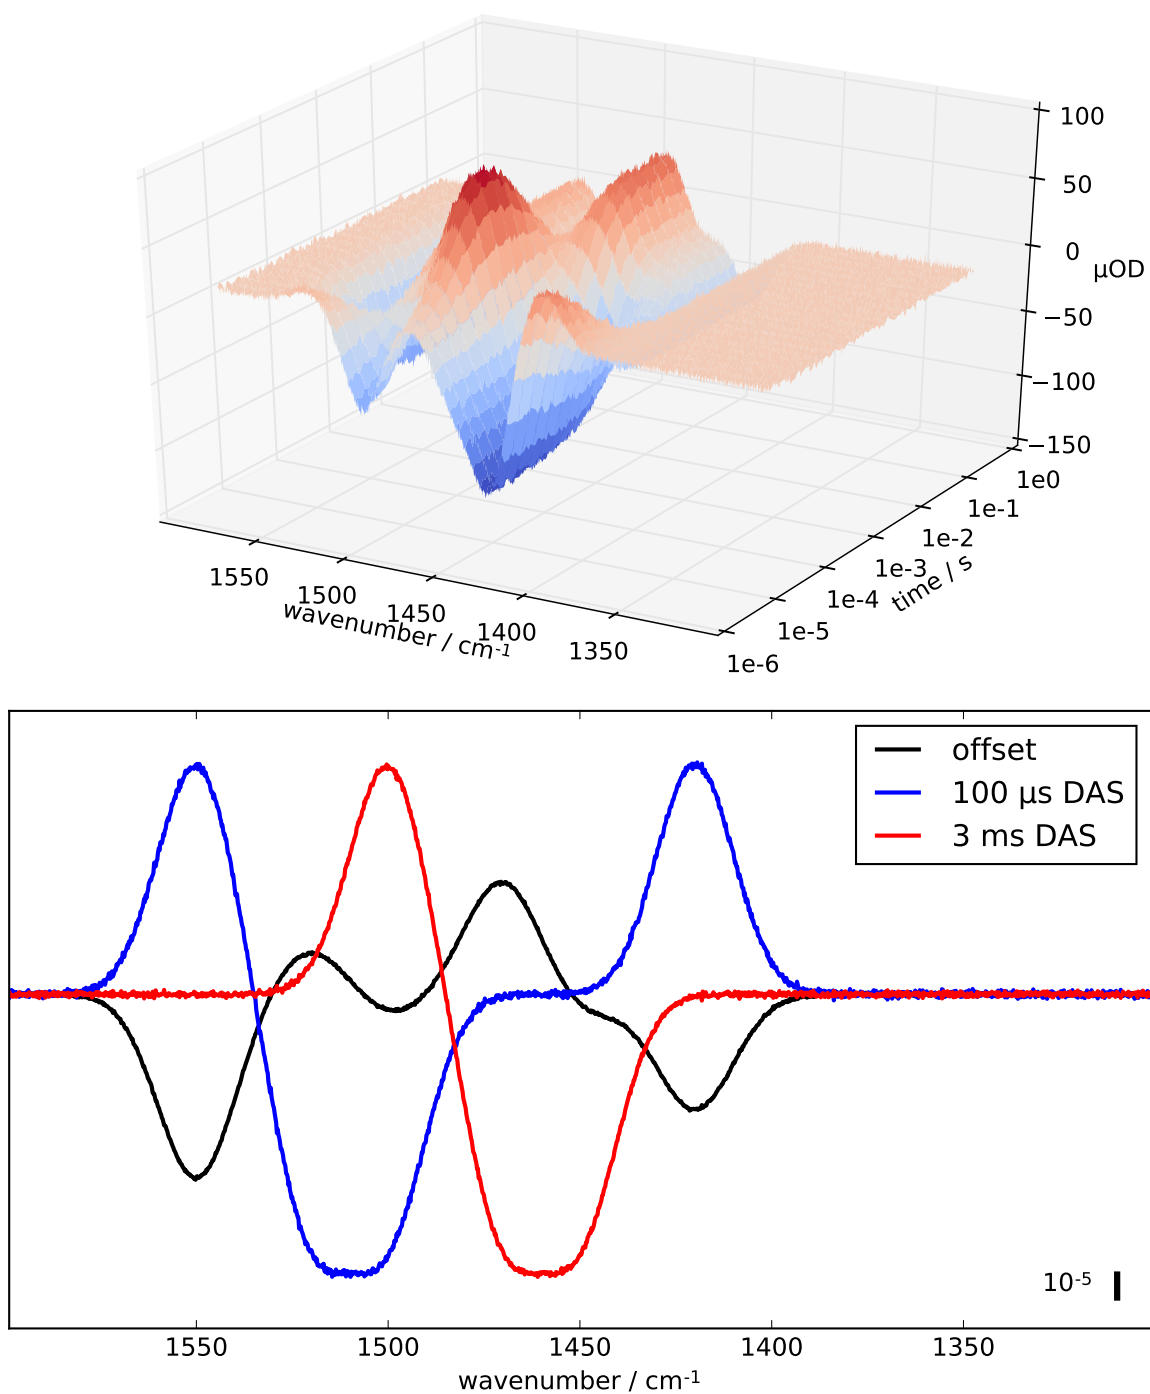 100
50
0
µOD
−50
−100
−150
1e0
1e-1
1e-2
1e-3
1e-4
1e-5
1e-6
time / s
1550
1500
1450
1400
1350
wavenumber / cm-1
offset
100 µs DAS
3 ms DAS
10-5
1550
1500
1450
1400
1350
wavenumber / cm-1